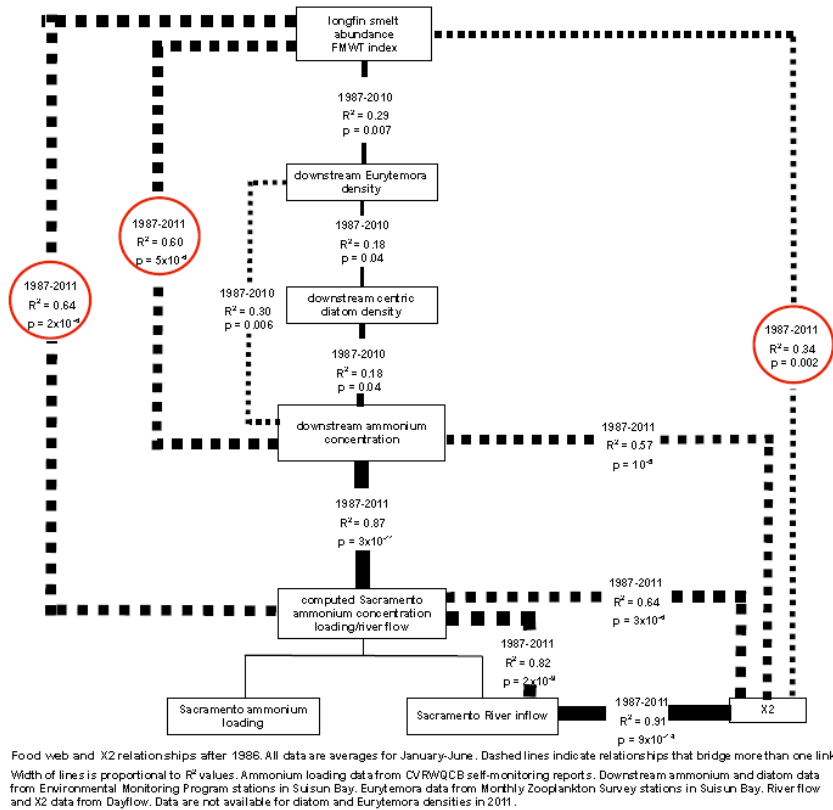 longfin smelt
abundance
FMWT index
1987-2010
R² = 0.29
p = 0.007
downstream Eurytemora
density
1987-2011
R² = 0.60
1987-2010
R² = 0.18
p = 0.04
1987-2011
R² = 0.64
1987-2010
R² = 0.30
p = 0.006
downstream centric
diatom density
1987-2011
R² = 0.34
p = 0.002
1987-2010
R² = 0.18
p = 0.04
downstream ammonium
concentration
1987-2011
R² = 0.57
1987-2011
R² = 0.87
computed Sacramento
ammonium concentration
loading/river flow
1987-2011
R² = 0.64
1987-2011
R² = 0.82
Sacramento ammonium
loading
Sacramento River inflow
1987-2011
R² = 0.91
X2
Food web and X2 relationships after 1986. All data are averages for January-June. Dashed lines indicate relationships that bridge more than one link
Width of lines is proportional to R² values. Ammonium loading data from CVRWQCB self-monitoring reports. Downstream ammonium and diatom data
from Environmental Monitoring Program stations in Suisun Bay. Eurytemora data from Monthly Zooplankton Survey stations in Suisun Bay. River flow
and X2 data from Dayflow. Data are not available for diatom and Eurytemora densities in 2011.